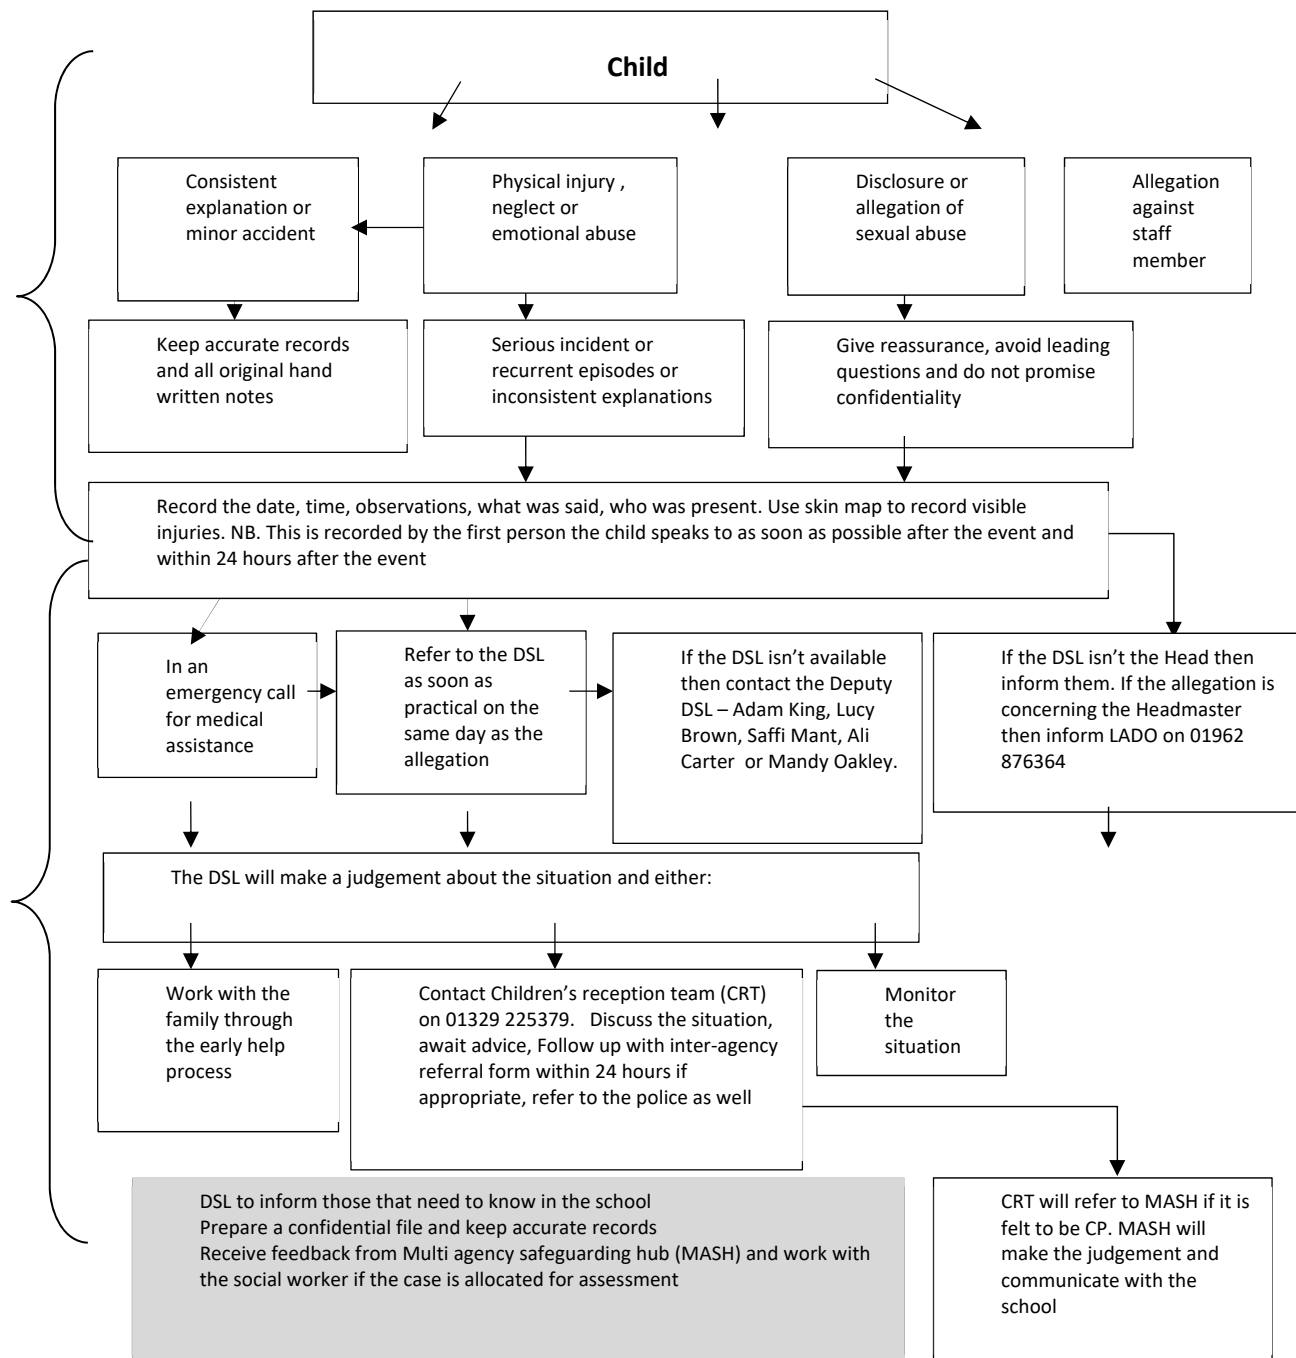 Child
Consistent
explanation or
minor accident
Physical injury ,
neglect or
emotional abuse
Disclosure or
allegation of
sexual abuse
Allegation
against
staff
member
Keep accurate records
and all original hand
written notes
Serious incident or
recurrent episodes or
inconsistent explanations
Give reassurance, avoid leading
questions and do not promise
confidentiality
Record the date, time, observations, what was said, who was present. Use skin map to record visible
injuries. NB. This is recorded by the first person the child speaks to as soon as possible after the event and
within 24 hours after the event
In an
emergency call
for medical
assistance
Refer to the DSL
as soon as
practical on the
same day as the
allegation
If the DSL isn’t available
then contact the Deputy
DSL – Adam King, Lucy
Brown, Saffi Mant, Ali
Carter or Mandy Oakley.
If the DSL isn’t the Head then
inform them. If the allegation is
concerning the Headmaster
then inform LADO on 01962
876364
The DSL will make a judgement about the situation and either:
Work with the
family through
the early help
process
Contact Children’s reception team (CRT)
on 01329 225379. Discuss the situation,
await advice, Follow up with inter-agency
referral form within 24 hours if
appropriate, refer to the police as well
Monitor
the
situation
DSL to inform those that need to know in the school
Prepare a confidential file and keep accurate records
Receive feedback from Multi agency safeguarding hub (MASH) and work with
the social worker if the case is allocated for assessment
CRT will refer to MASH if it is
felt to be CP. MASH will
make the judgement and
communicate with the
school